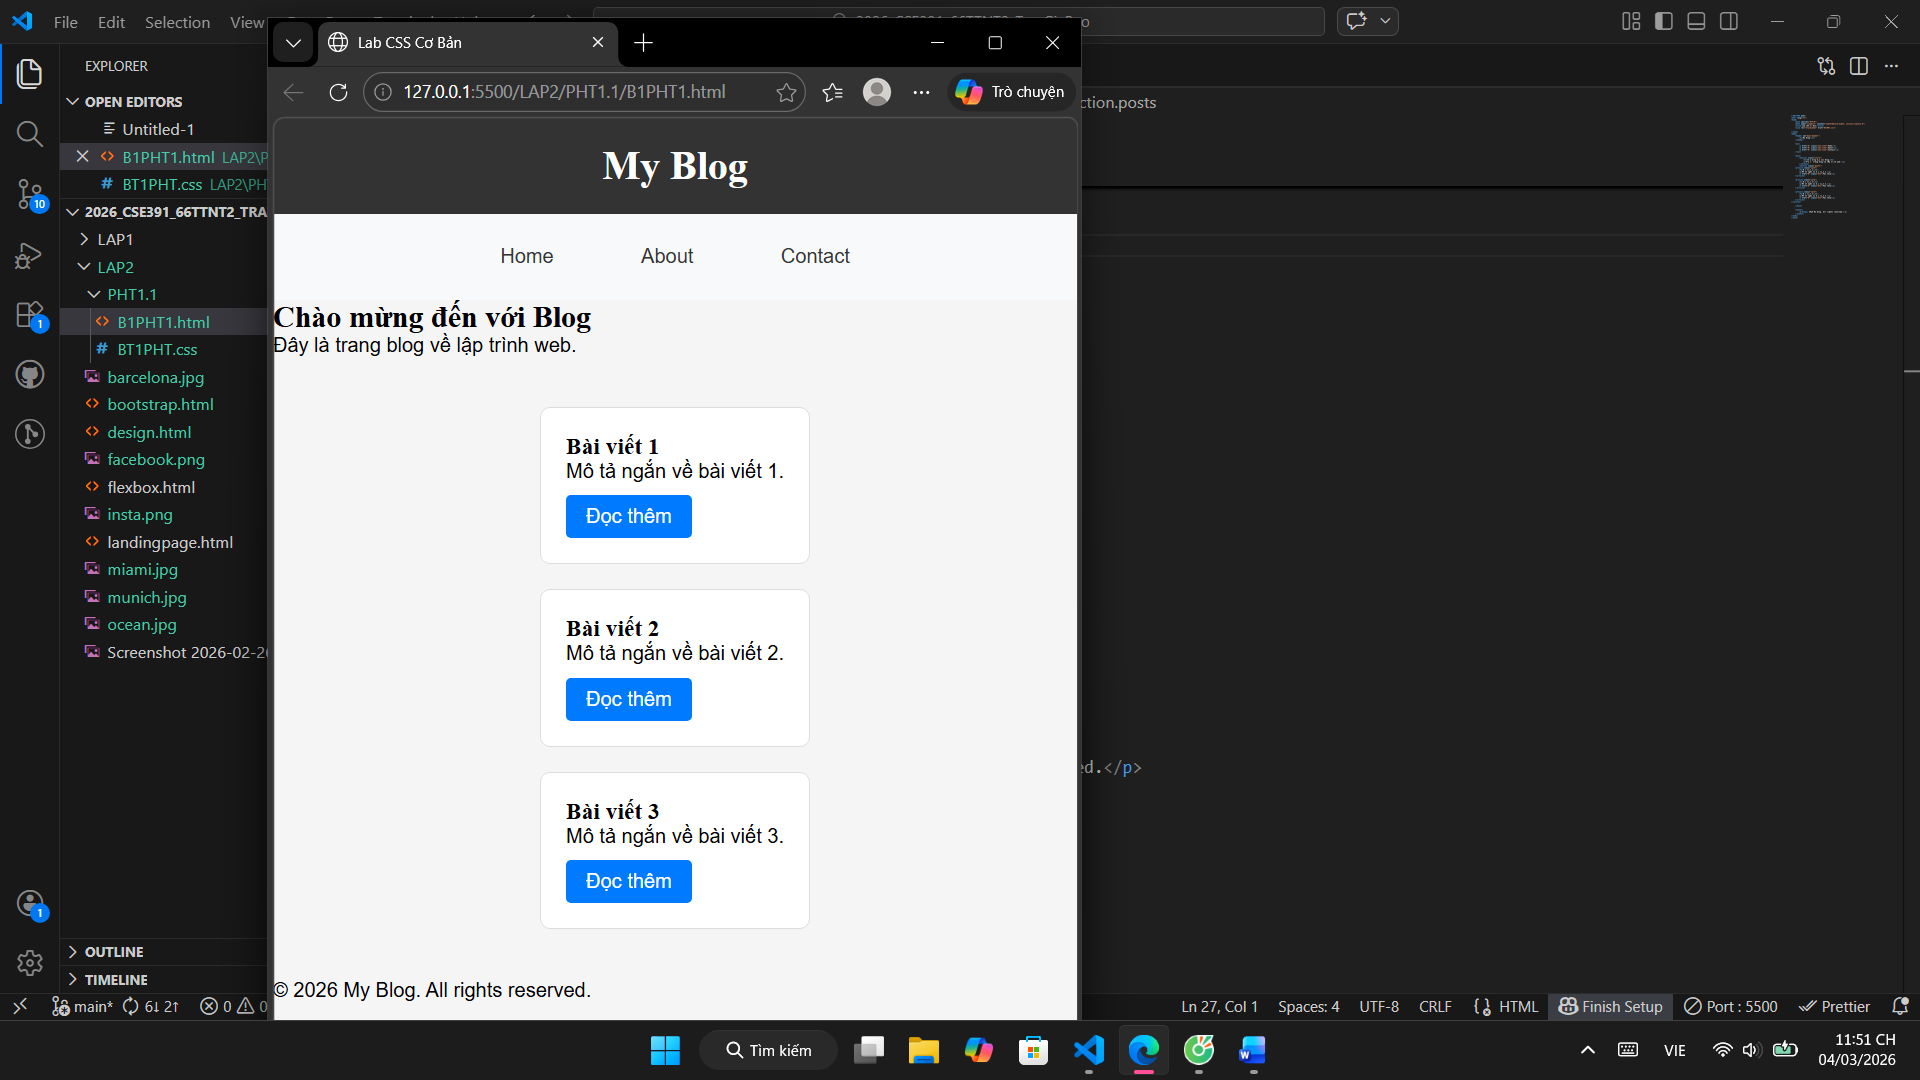 File Edit Selection View
Lab CSS Cơ Bản
127.0.0.1:5500/LAP2/PHT1.1/B1PHT1.html
Trò chuyện
EXPLORER
OPEN EDITORS
Untitled-1
B1PHT1.html LAP2\P
BT1PHT.css LAP2\PH
2026_CSE391_66TTNT2_TRA
LAP1
LAP2
PHT1.1
B1PHT1.html
BT1PHT.css
barcelona.jpg
bootstrap.html
design.html
facebook.png
flexbox.html
insta.png
landingpage.html
miami.jpg
munich.jpg
ocean.jpg
Screenshot 2026-02-26
OUTLINE
TIMELINE
10
1
1
My Blog
Home About Contact
Chào mừng đến với Blog
Đây là trang blog về lập trình web.
Bài viết 1
Mô tả ngắn về bài viết 1.
Đọc thêm
Bài viết 2
Mô tả ngắn về bài viết 2.
Đọc thêm
Bài viết 3
Mô tả ngắn về bài viết 3.
Đọc thêm
© 2026 My Blog. All rights reserved.
ction.posts
ed.</p>
main* 6↓ 2↑ 0 0
Ln 27, Col 1 Spaces: 4 UTF-8 CRLF HTML Finish Setup Port : 5500 Prettier
Tìm kiếm
VIE
11:51 CH
04/03/2026